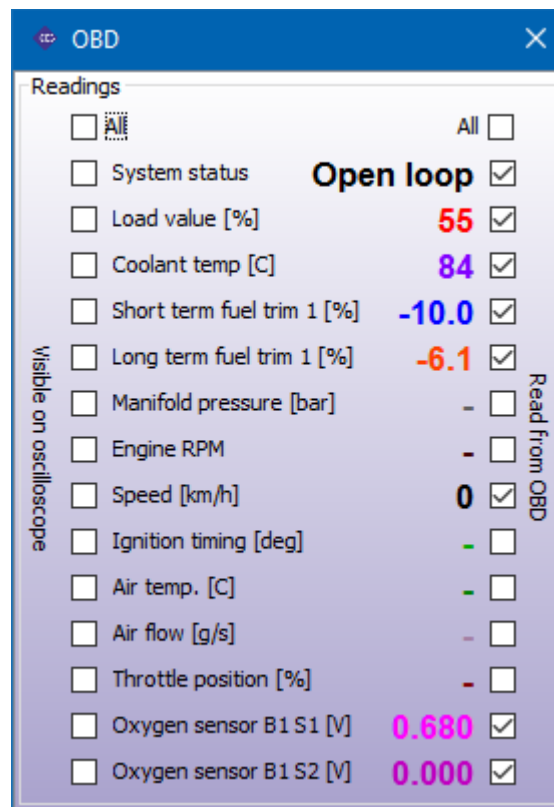 OBD
Readings
All All
System status Open loop
Load value [%] 55
Coolant temp [C] 84
Short term fuel trim 1 [%] -10.0
Long term fuel trim 1 [%] -6.1
Manifold pressure [bar] -
Engine RPM -
Speed [km/h] 0
Ignition timing [deg] -
Air temp. [C] -
Air flow [g/s] -
Throttle position [%] -
Oxygen sensor B1 S1 [V] 0.680
Oxygen sensor B1 S2 [V] 0.000
Visible on oscilloscope
Read from OBD